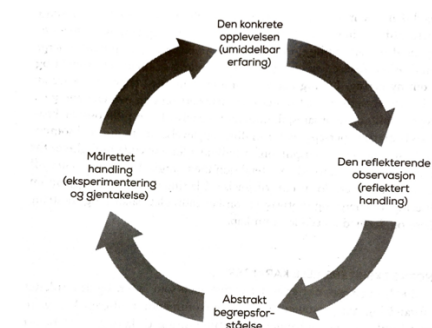 Den konkrete
opplevelsen
(umiddelbar
erfaring)
Den reflekterende
observasjon
(reflektert
handling)
Abstrakt
begrepsfor-
ståelse
Målrettet
handling
(eksperimentering
og gjentakelse)